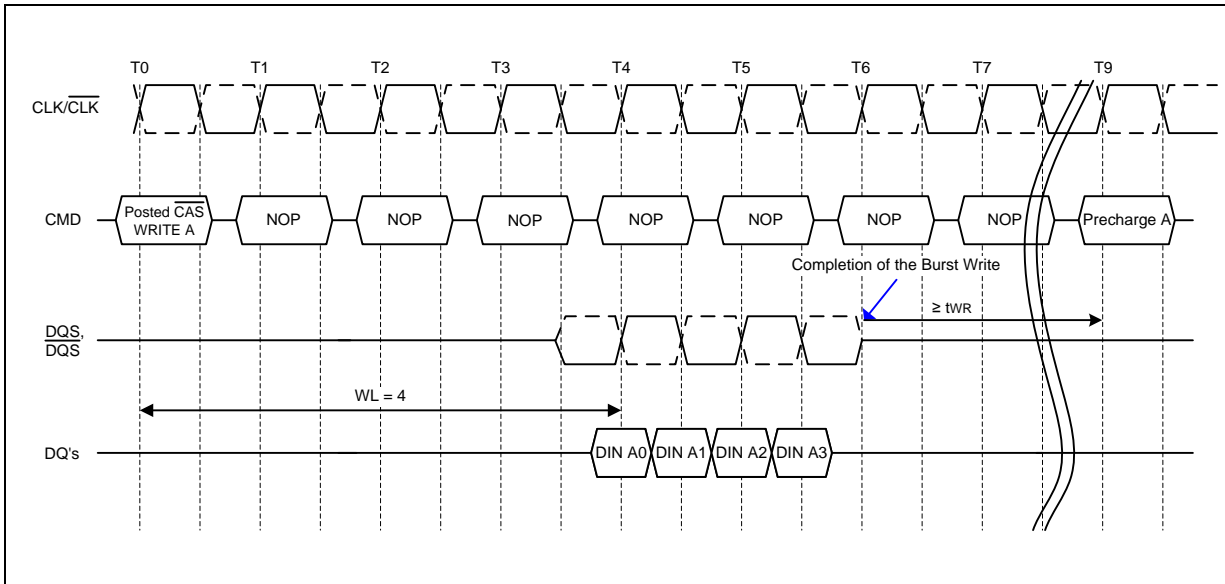 T0 T1 T2 T3 T4 T5 T6 T7 T9
CLK/CLK
CMD
Posted CAS
WRITE A
NOP NOP NOP NOP NOP NOP NOP Precharge A
Completion of the Burst Write
≥ tWR
DQS,
DQS
WL = 4
DQ's
DIN A0 DIN A1 DIN A2 DIN A3